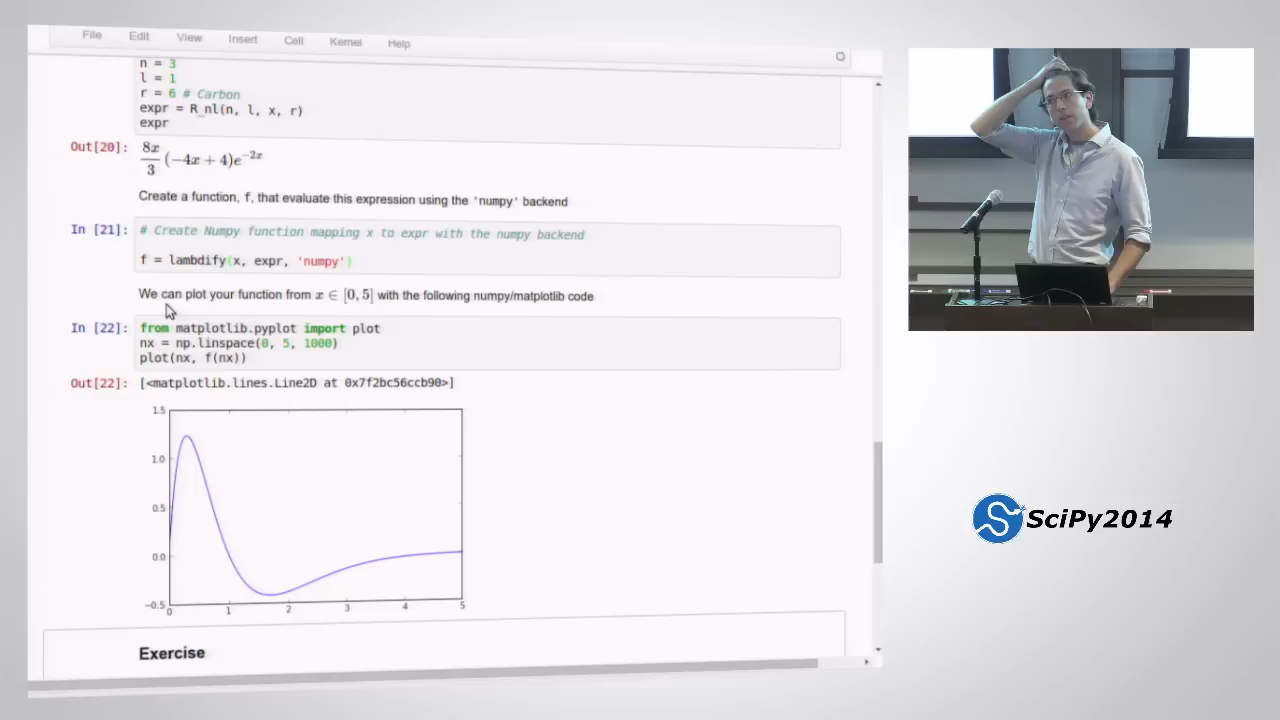 File Edit View Insert Cell Kernel Help
n = 3
l = 1
r = 6 # Carbon
expr = R_nl(n, l, x, r)
expr
Out[20]:
8x
3
(−4x + 4)e−2x
Create a function, f, that evaluate this expression using the 'numpy' backend
In [21]:
# Create Numpy function mapping x to expr with the numpy backend
f = lambdify(x, expr, 'numpy')
We can plot your function from x ∈ [0, 5] with the following numpy/matplotlib code
In [22]:
from matplotlib.pyplot import plot
nx = np.linspace(0, 5, 1000)
plot(nx, f(nx))
Out[22]: [<matplotlib.lines.Line2D at 0x7f2bc56ccb90>]
1.5
1.0
0.5
0.0
−0.5
0 1 2 3 4 5
Exercise
SciPy2014